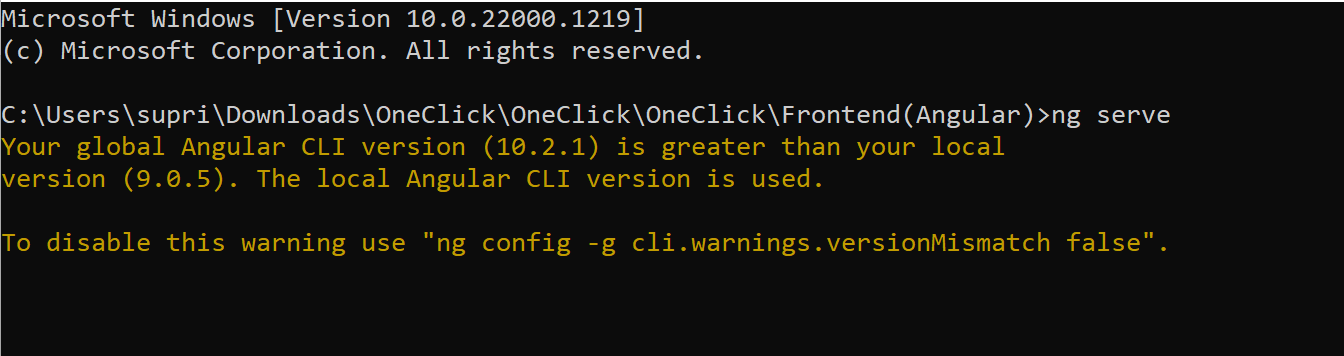 Microsoft Windows [Version 10.0.22000.1219]
(c) Microsoft Corporation. All rights reserved.
C:\Users\supri\Downloads\OneClick\OneClick\OneClick\Frontend(Angular)>ng serve
Your global Angular CLI version (10.2.1) is greater than your local
version (9.0.5). The local Angular CLI version is used.
To disable this warning use "ng config -g cli.warnings.versionMismatch false".